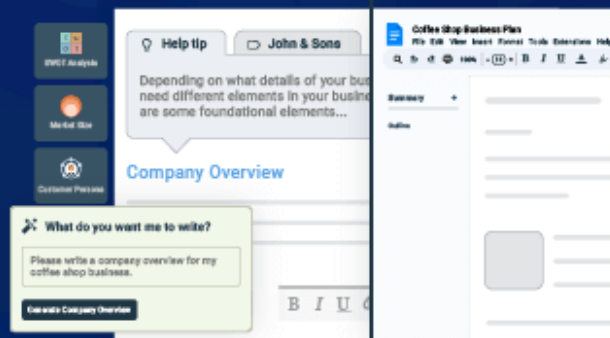 SWOT Analysis
Market Size
Customer Persona
Help tip
John & Sons
Depending on what details of your bus
need different elements in your busine
are some foundational elements...
Company Overview
What do you want me to write?
Please write a company overview for my
coffee shop business.
Generate Company Overview
B I U
Coffee Shop Business Plan
File Edit View Insert Format Tools Extensions Help
100% - 11 + B I U A
Summary +
Outline